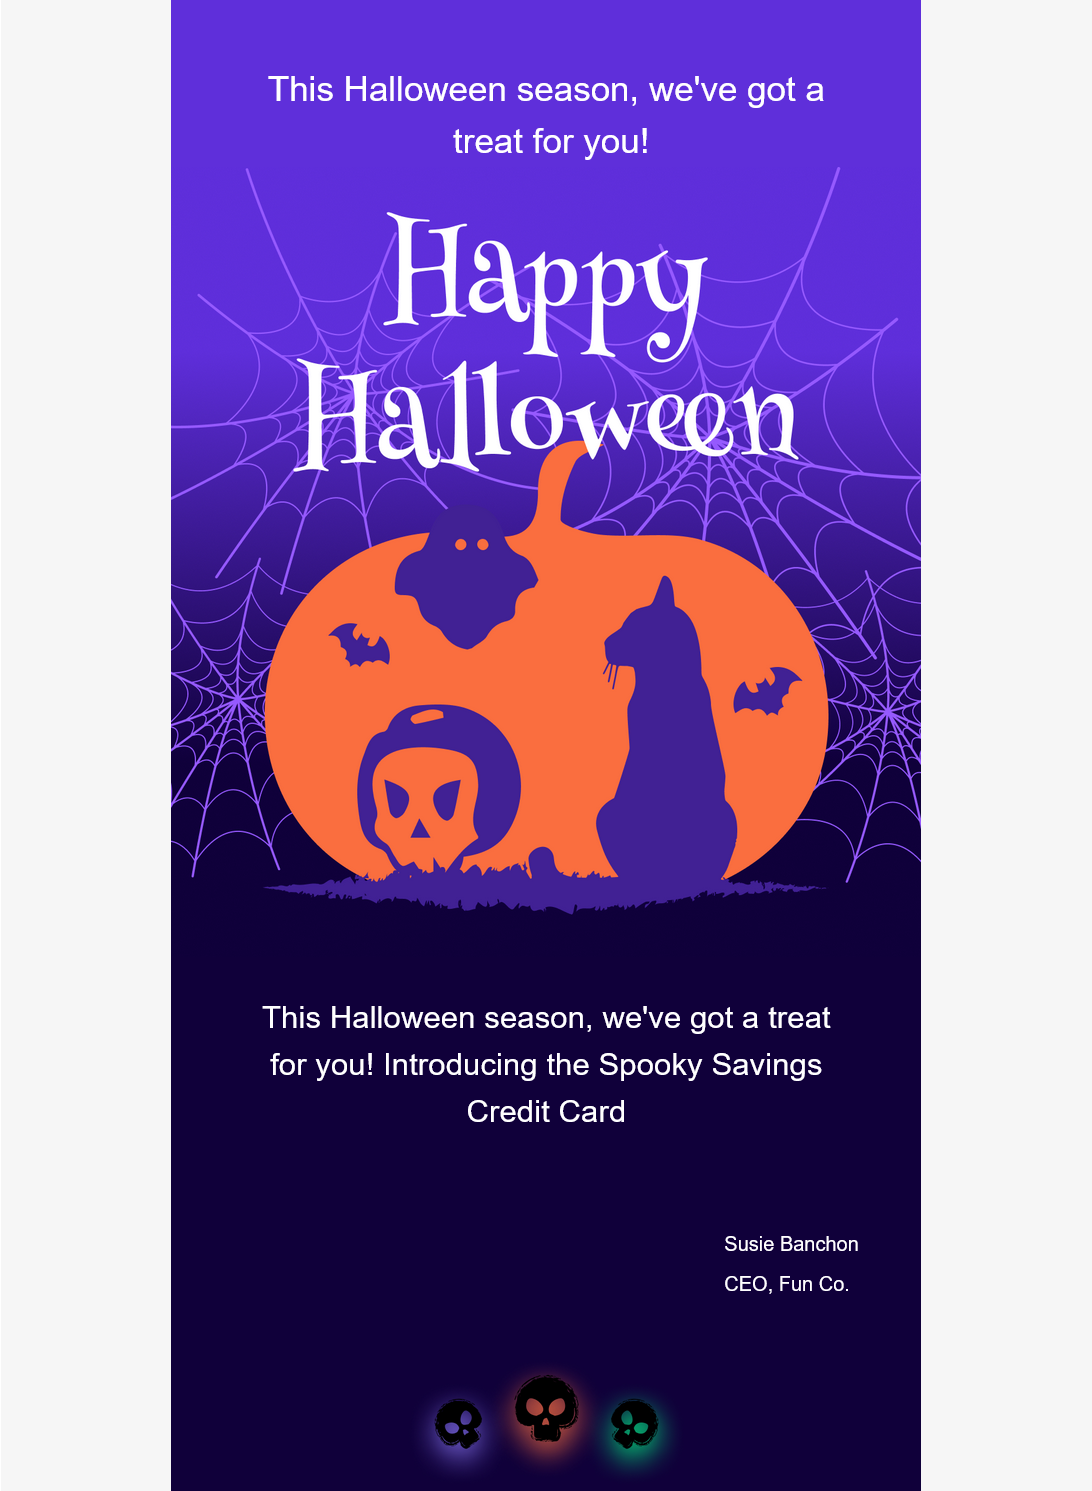 This Halloween season, we've got a
treat for you!
Happy
Halloween
This Halloween season, we've got a treat
for you! Introducing the Spooky Savings
Credit Card
Susie Banchon
CEO, Fun Co.